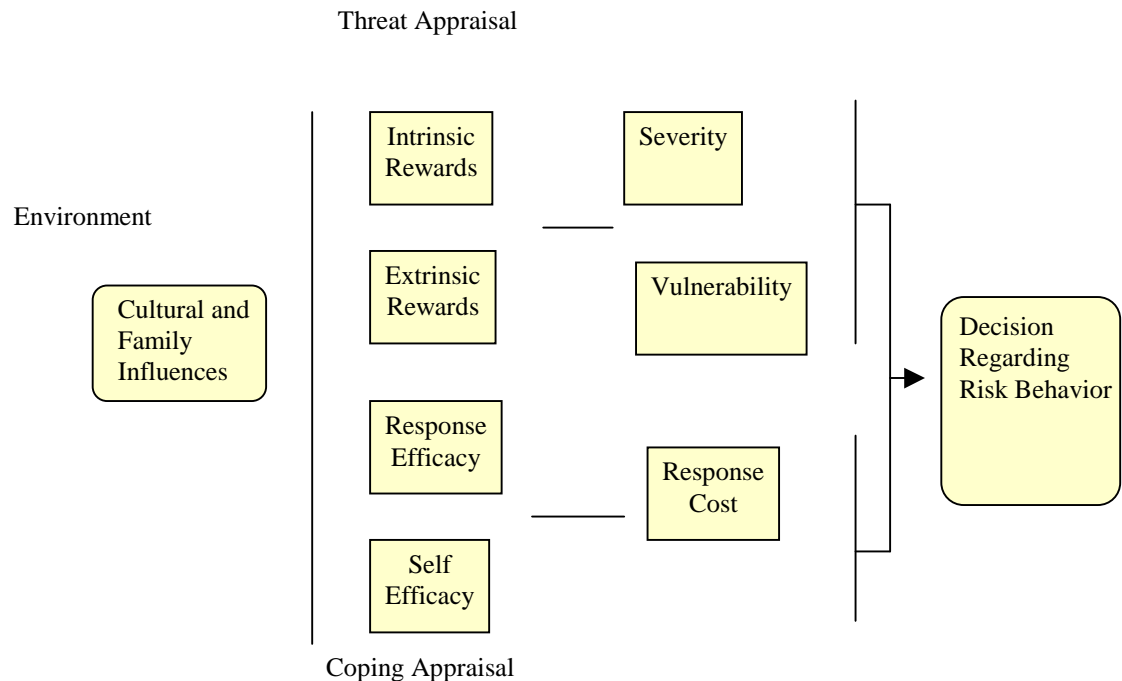 Threat Appraisal
Intrinsic
Rewards
Severity
Environment
Extrinsic
Rewards
Vulnerability
Cultural and
Family
Influences
Decision
Regarding
Risk Behavior
Response
Efficacy
Response
Cost
Self
Efficacy
Coping Appraisal